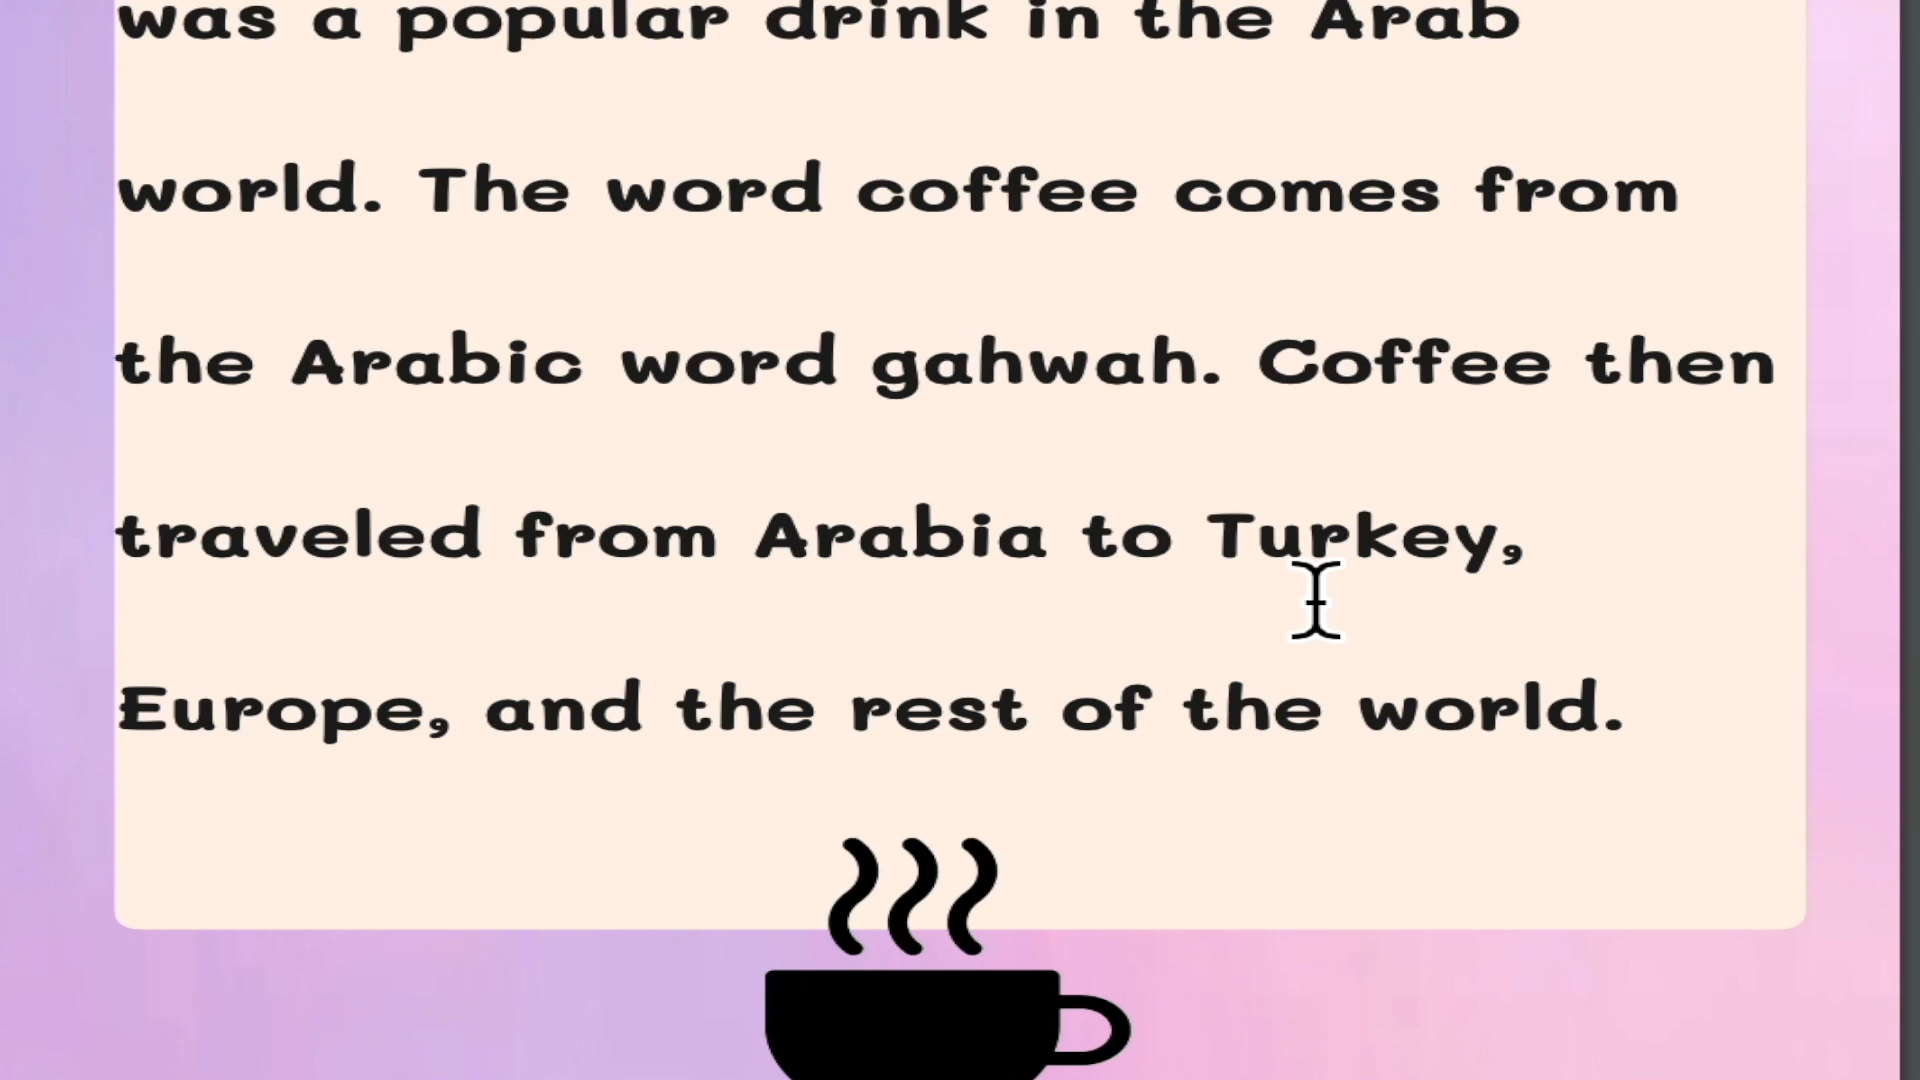 was a popular drink in the Arab
world. The word coffee comes from
the Arabic word gahwah. Coffee then
traveled from Arabia to Turkey,
Europe, and the rest of the world.